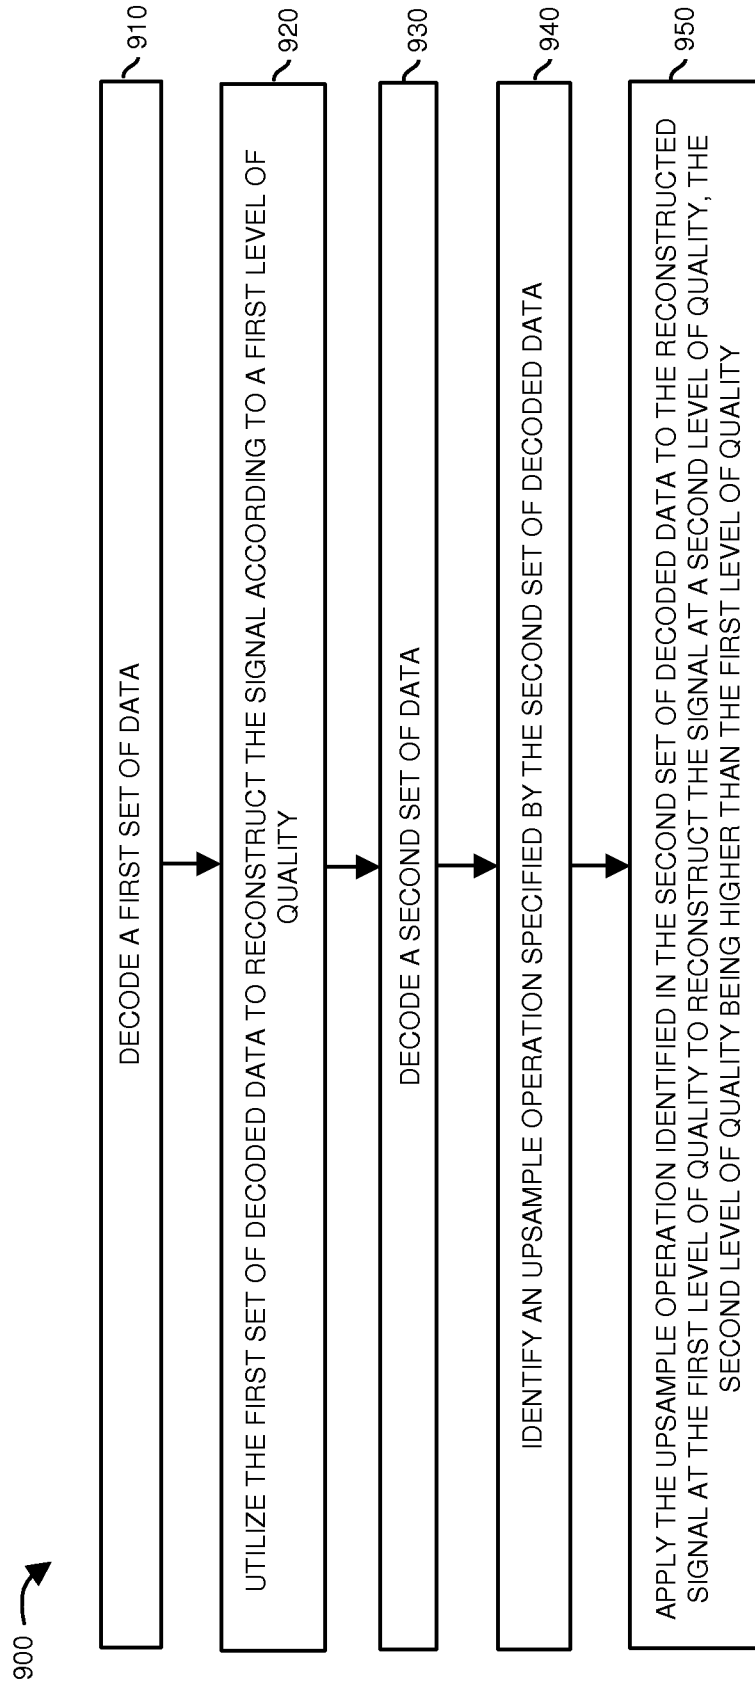 900
910
DECODE A FIRST SET OF DATA
920
UTILIZE THE FIRST SET OF DECODED DATA TO RECONSTRUCT THE SIGNAL ACCORDING TO A FIRST LEVEL OF
QUALITY
930
DECODE A SECOND SET OF DATA
940
IDENTIFY AN UPSAMPLE OPERATION SPECIFIED BY THE SECOND SET OF DECODED DATA
950
APPLY THE UPSAMPLE OPERATION IDENTIFIED IN THE SECOND SET OF DECODED DATA TO THE RECONSTRUCTED
SIGNAL AT THE FIRST LEVEL OF QUALITY TO RECONSTRUCT THE SIGNAL AT A SECOND LEVEL OF QUALITY, THE
SECOND LEVEL OF QUALITY BEING HIGHER THAN THE FIRST LEVEL OF QUALITY